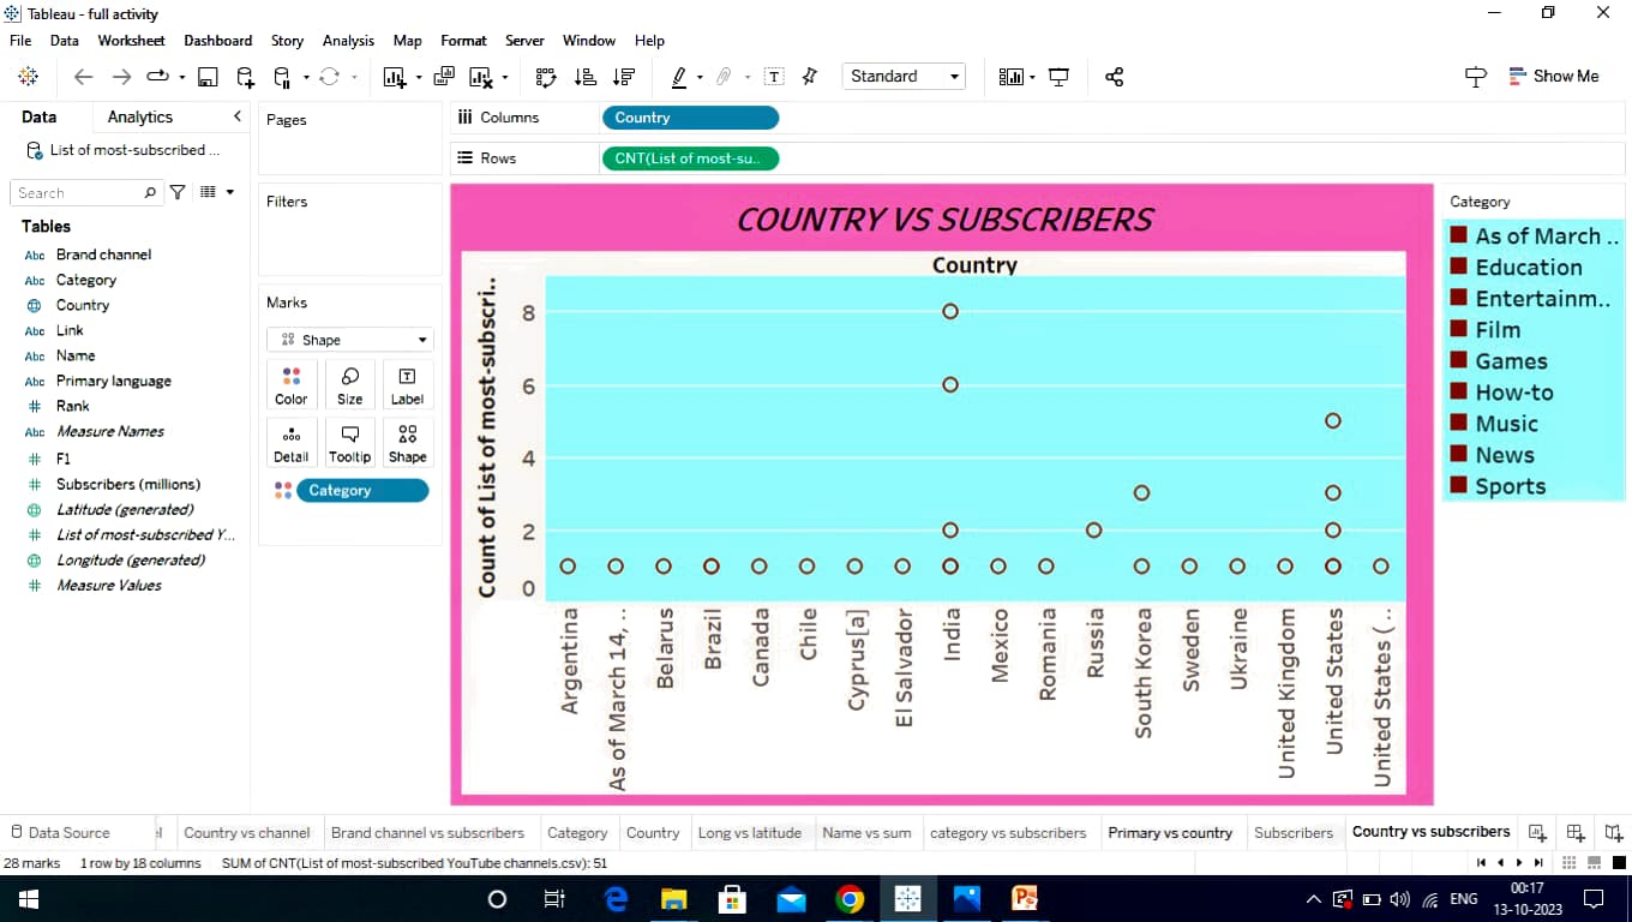 Tableau - full activity
File Data Worksheet Dashboard Story Analysis Map Format Server Window Help
Standard
Show Me
Data Analytics
List of most-subscribed ...
Search
Tables
Abc Brand channel
Abc Category
Country
Abc Link
Abc Name
Abc Primary language
# Rank
Abc Measure Names
# F1
# Subscribers (millions)
Latitude (generated)
# List of most-subscribed Y...
Longitude (generated)
# Measure Values
Pages
Filters
Marks
Shape
Color Size Label
Detail Tooltip Shape
Category
Columns Country
Rows CNT(List of most-su..
COUNTRY VS SUBSCRIBERS
Country
Count of List of most-subscri..
8
6
4
2
0
Argentina
As of March 14, ..
Belarus
Brazil
Canada
Chile
Cyprus[a]
El Salvador
India
Mexico
Romania
Russia
South Korea
Sweden
Ukraine
United Kingdom
United States
United States (..
Category
As of March ..
Education
Entertainm..
Film
Games
How-to
Music
News
Sports
Data Source Country vs channel Brand channel vs subscribers Category Country Long vs latitude Name vs sum category vs subscribers Primary vs country Subscribers Country vs subscribers
28 marks 1 row by 18 columns SUM of CNT(List of most-subscribed YouTube channels.csv): 51
ENG
00:17
13-10-2023